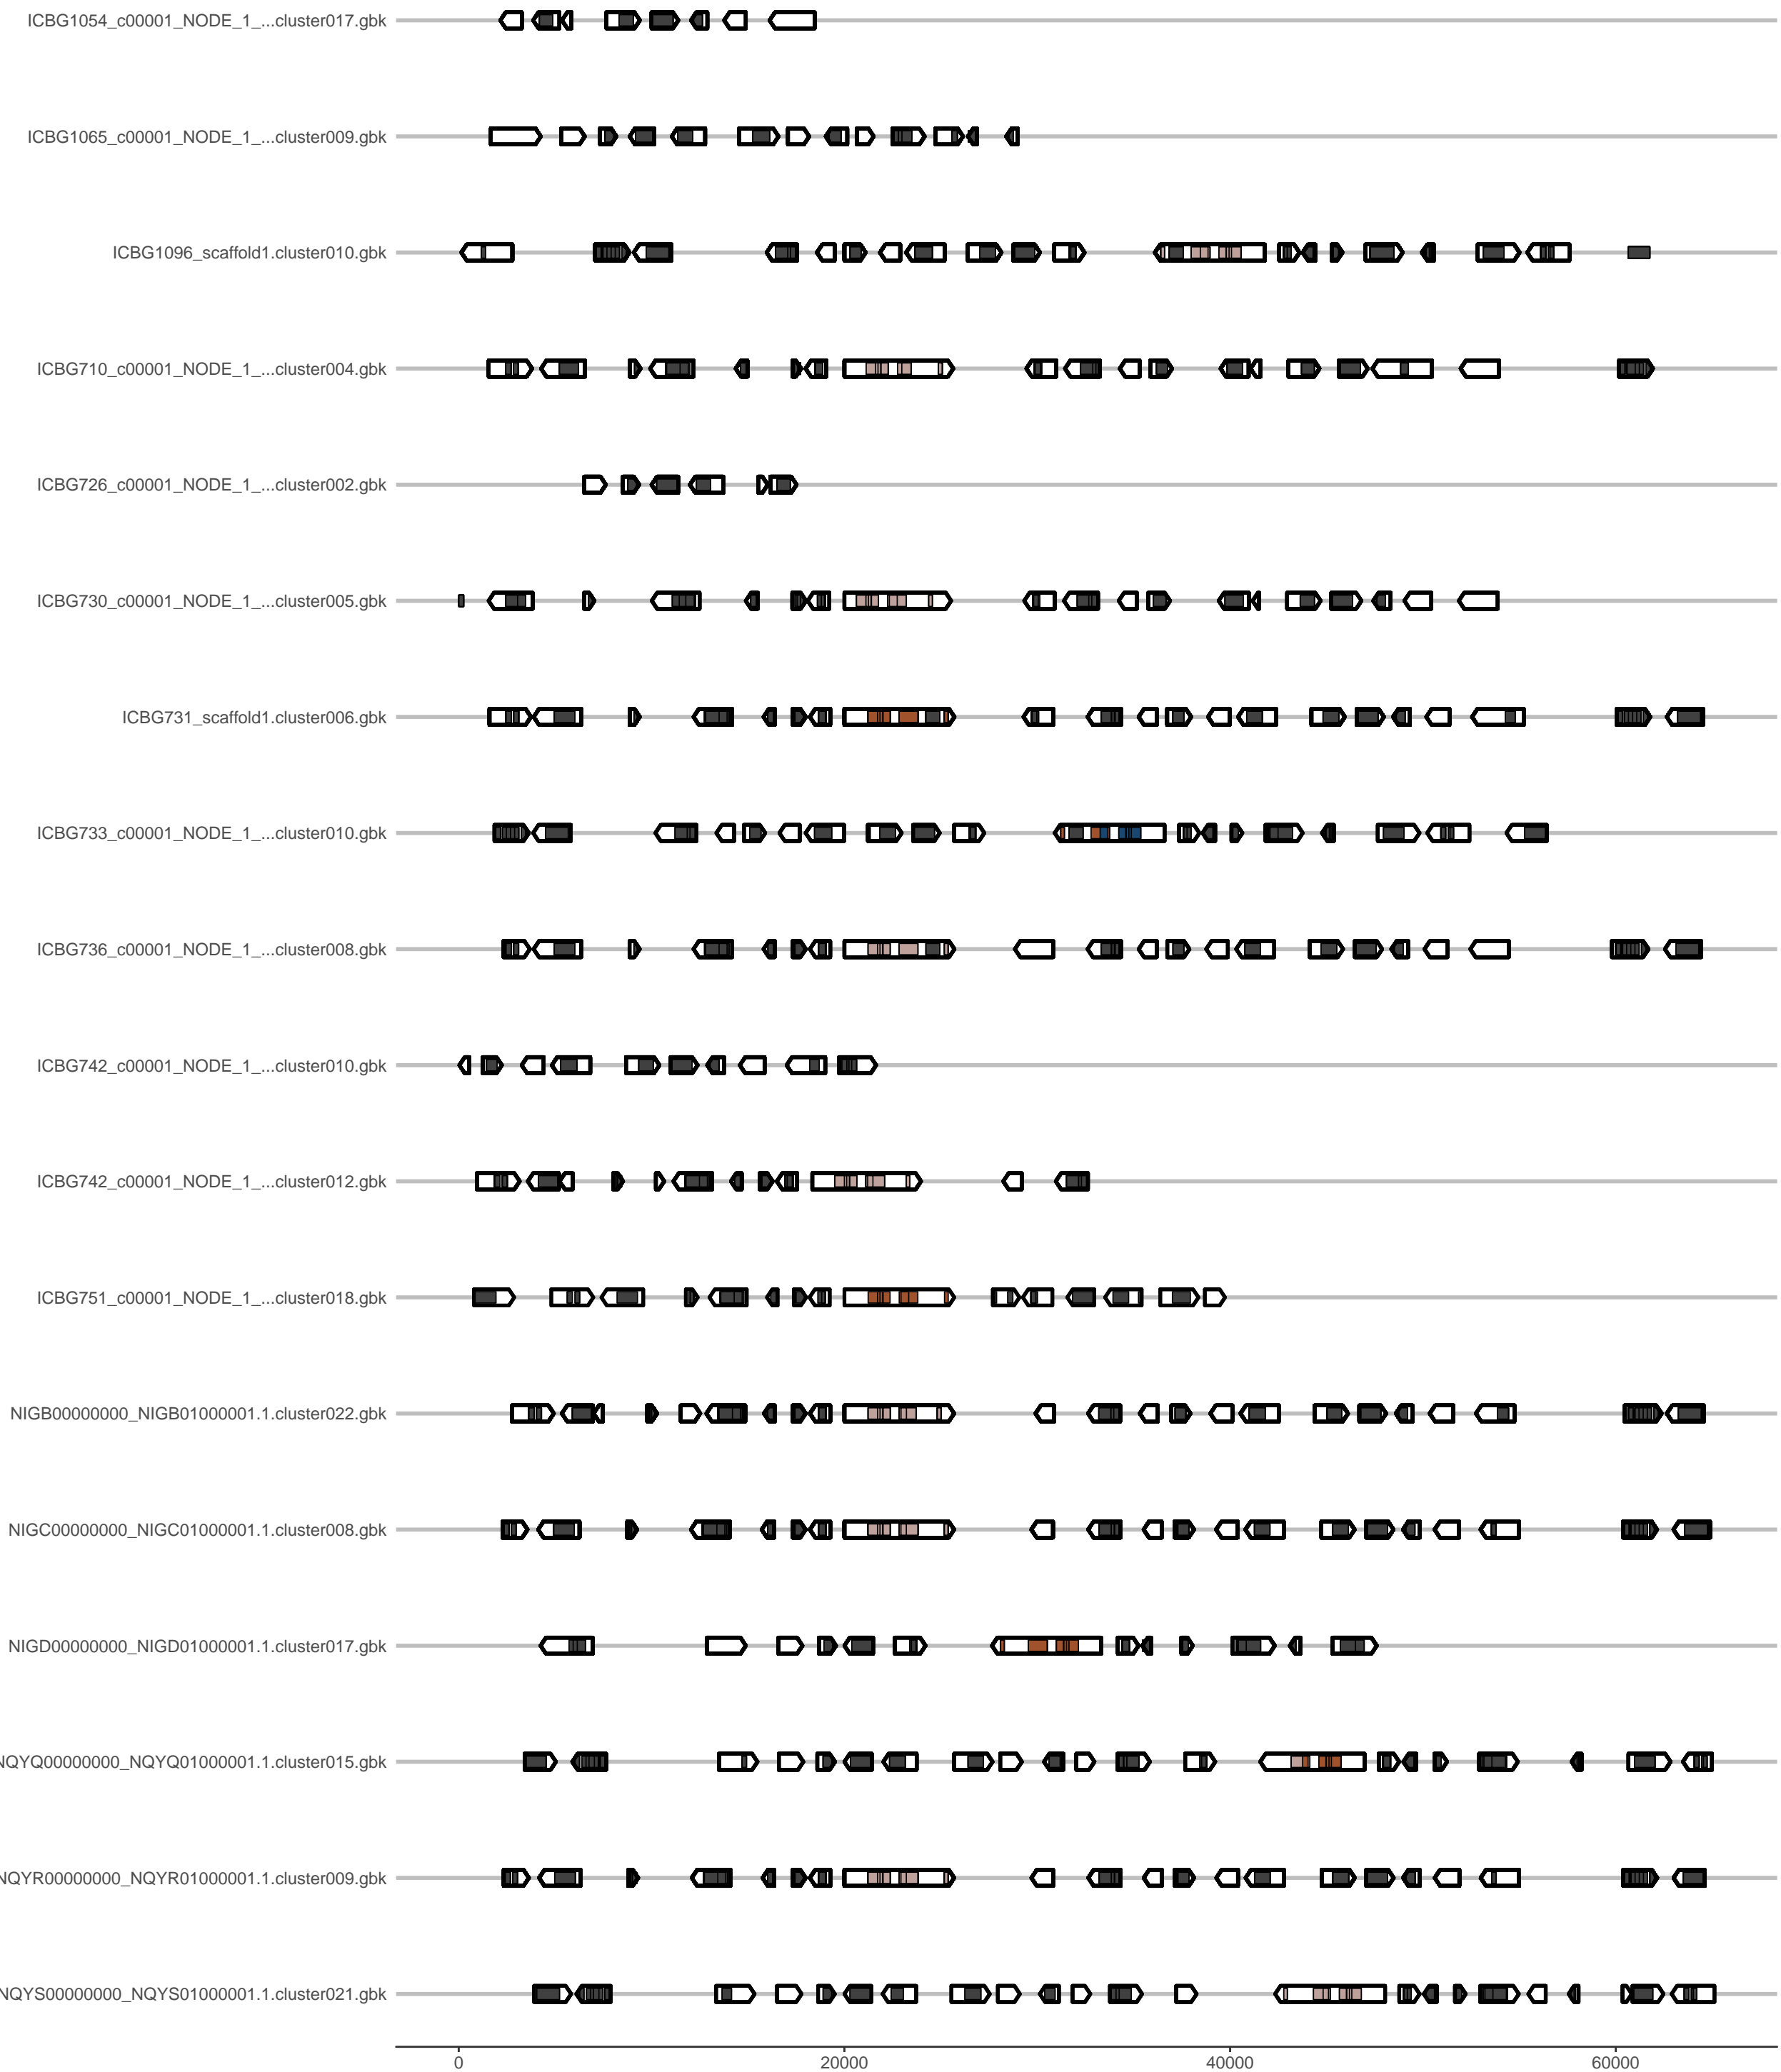 ICBG1054_c00001_NODE_1_...cluster017.gbk
ICBG1065_c00001_NODE_1_...cluster009.gbk
ICBG1096_scaffold1.cluster010.gbk
ICBG710_c00001_NODE_1_...cluster004.gbk
ICBG726_c00001_NODE_1_...cluster002.gbk
ICBG730_c00001_NODE_1_...cluster005.gbk
ICBG731_scaffold1.cluster006.gbk
ICBG733_c00001_NODE_1_...cluster010.gbk
ICBG736_c00001_NODE_1_...cluster008.gbk
ICBG742_c00001_NODE_1_...cluster010.gbk
ICBG742_c00001_NODE_1_...cluster012.gbk
ICBG751_c00001_NODE_1_...cluster018.gbk
NIGB00000000_NIGB01000001.1.cluster022.gbk
NIGC00000000_NIGC01000001.1.cluster008.gbk
NIGD00000000_NIGD01000001.1.cluster017.gbk
NQYQ00000000_NQYQ01000001.1.cluster015.gbk
NQYR00000000_NQYR01000001.1.cluster009.gbk
NQYS00000000_NQYS01000001.1.cluster021.gbk
0 20000 40000 60000